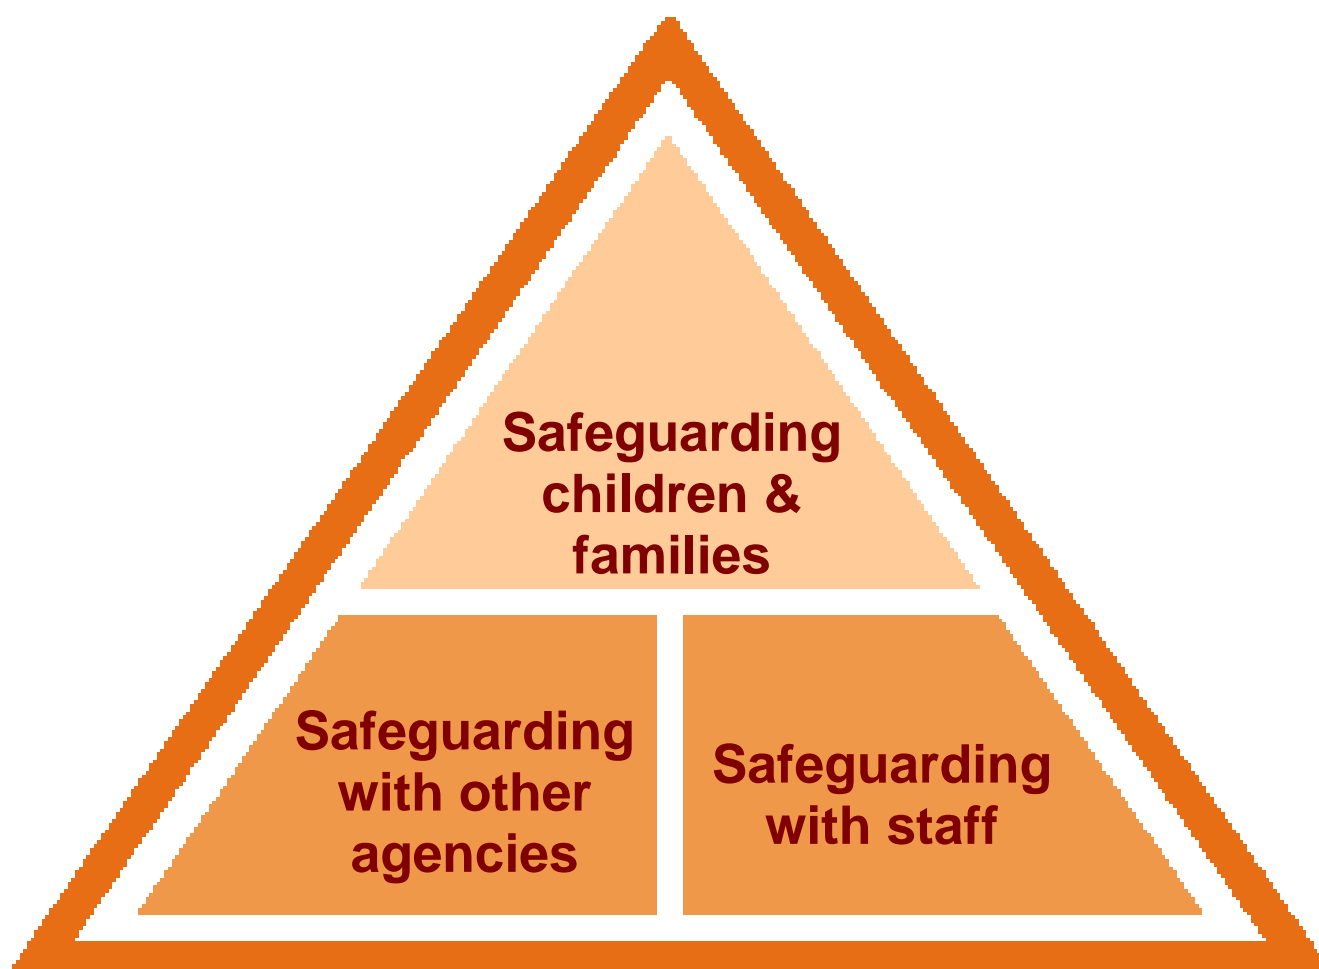 Safeguarding
children &
families
Safeguarding
with other
agencies
Safeguarding
with staff